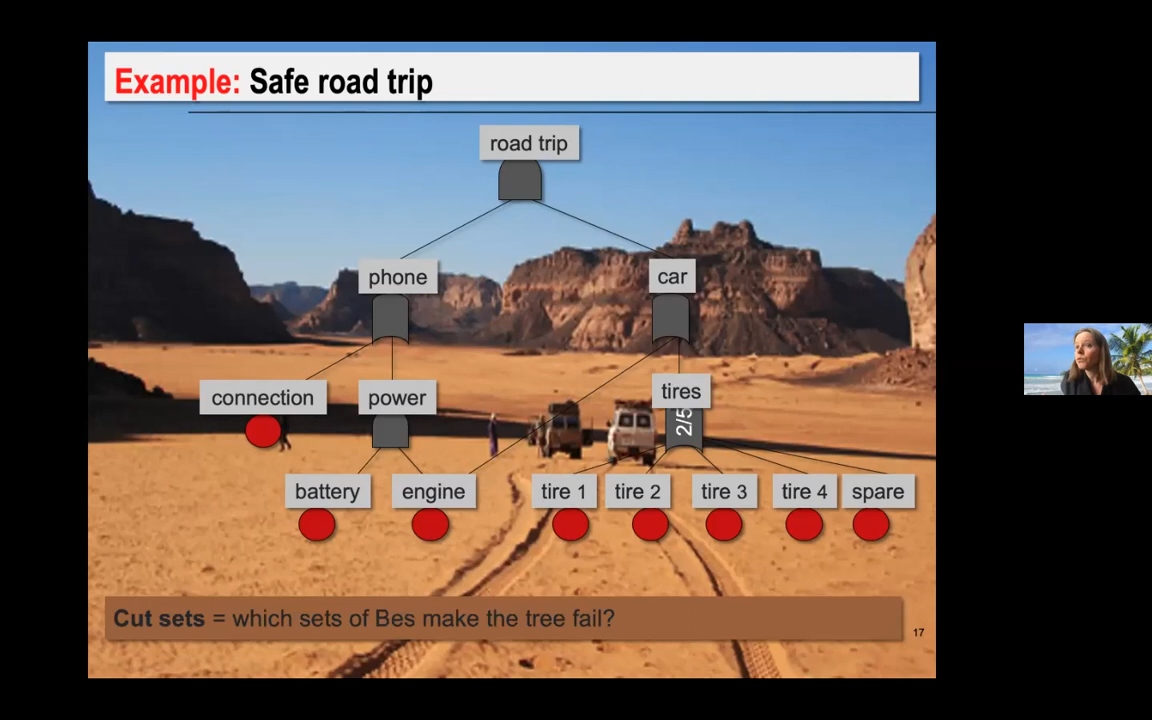 Example: Safe road trip
road trip
phone
car
connection
power
tires
2/5
battery
engine
tire 1
tire 2
tire 3
tire 4
spare
Cut sets = which sets of Bes make the tree fail?
17